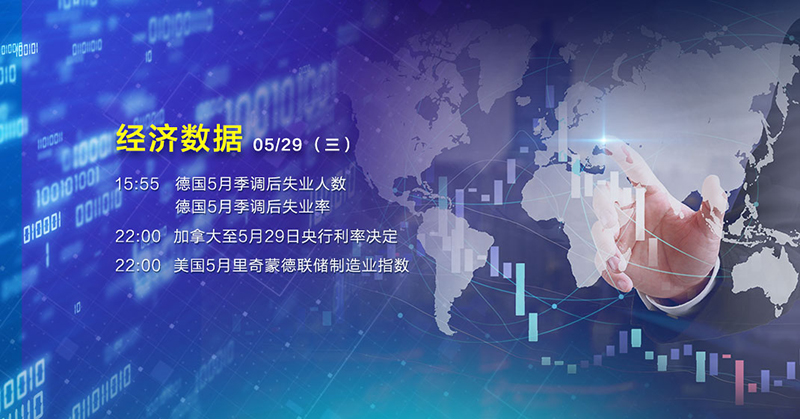 经济数据 05/29（三）
15:55 德国5月季调后失业人数
德国5月季调后失业率
22:00 加拿大至5月29日央行利率决定
22:00 美国5月里奇蒙德联储制造业指数